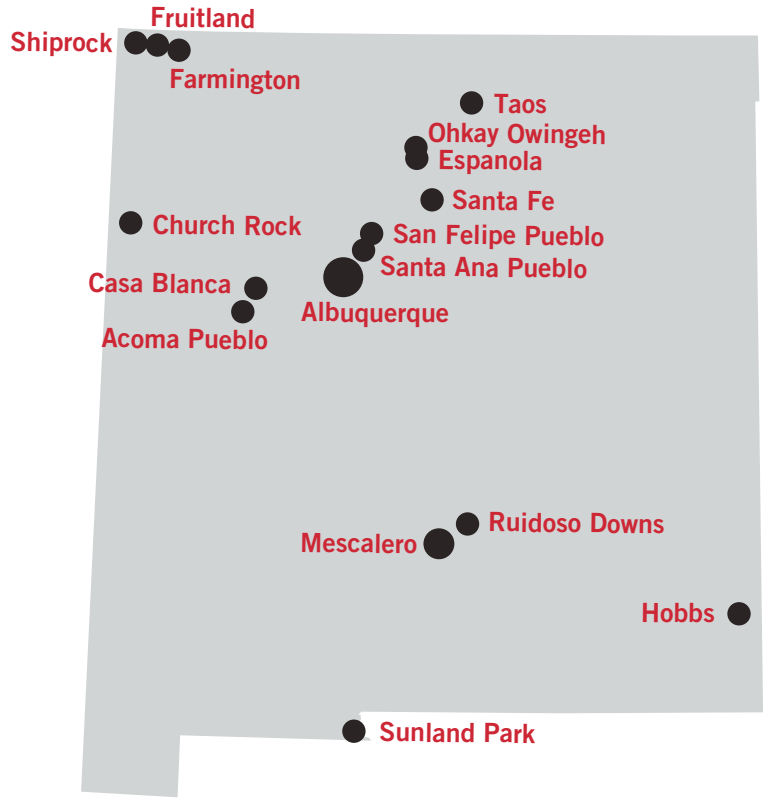 Fruitland
Shiprock
Farmington
Taos
Ohkay Owingeh
Espanola
Santa Fe
Church Rock
San Felipe Pueblo
Santa Ana Pueblo
Casa Blanca
Albuquerque
Acoma Pueblo
Ruidoso Downs
Mescalero
Hobbs
Sunland Park